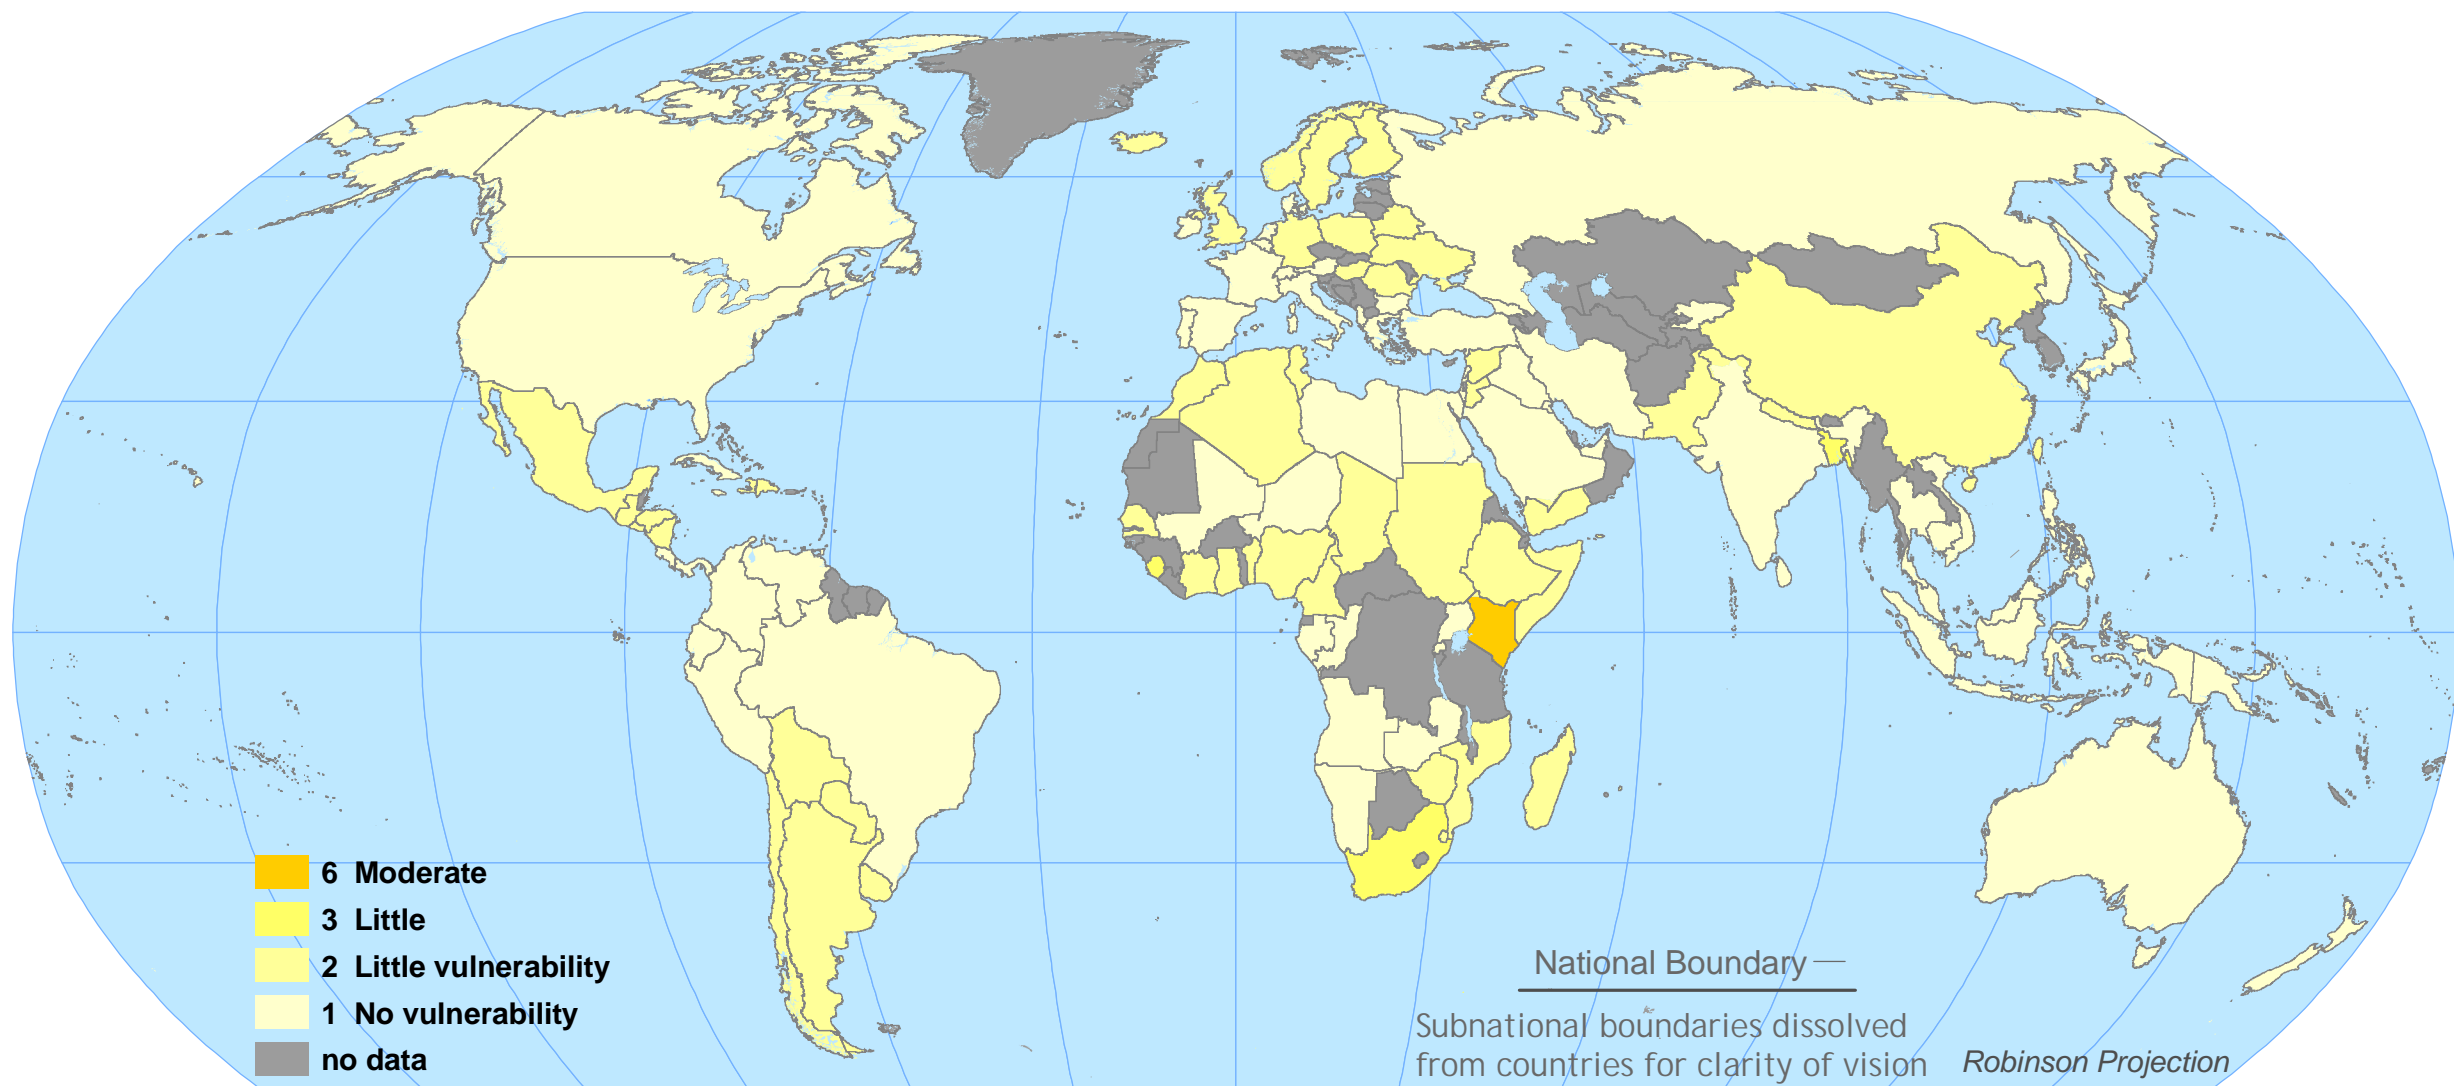 6 Moderate
3 Little
2 Little vulnerability
1 No vulnerability
no data
National Boundary
Subnational boundaries dissolved
from countries for clarity of vision
Robinson Projection